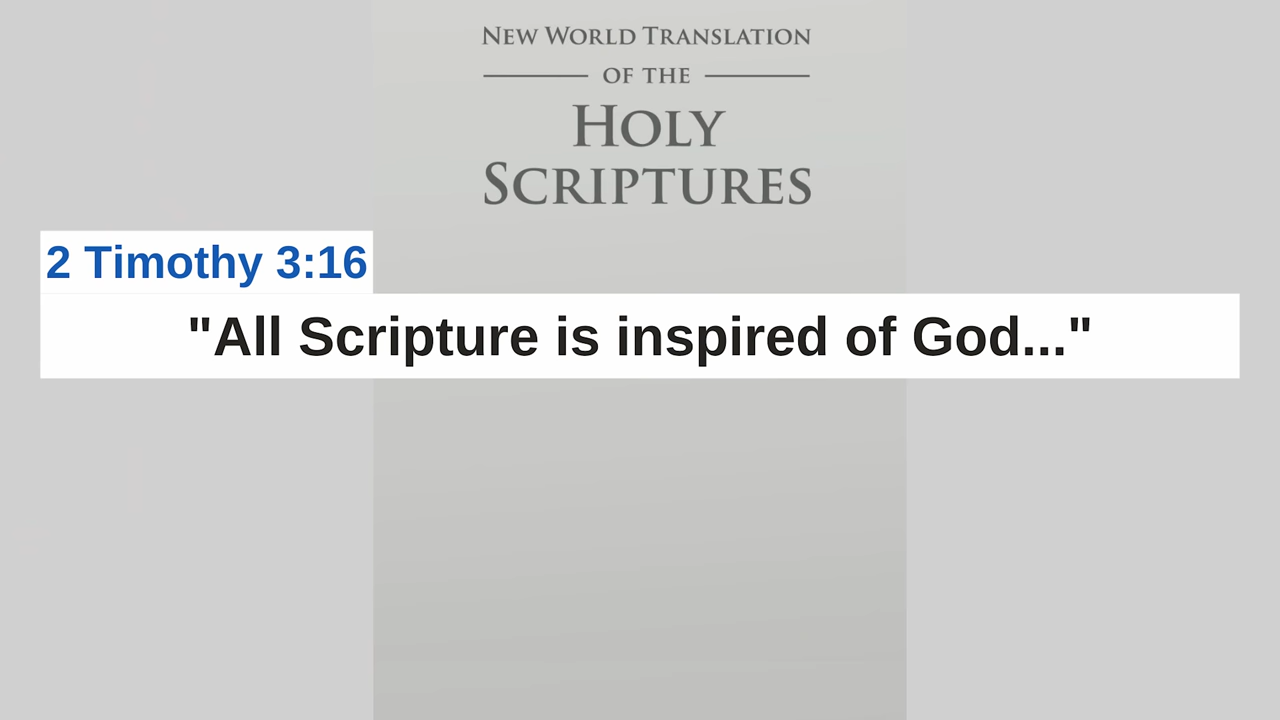 New World Translation
of the
Holy
Scriptures
2 Timothy 3:16
"All Scripture is inspired of God..."